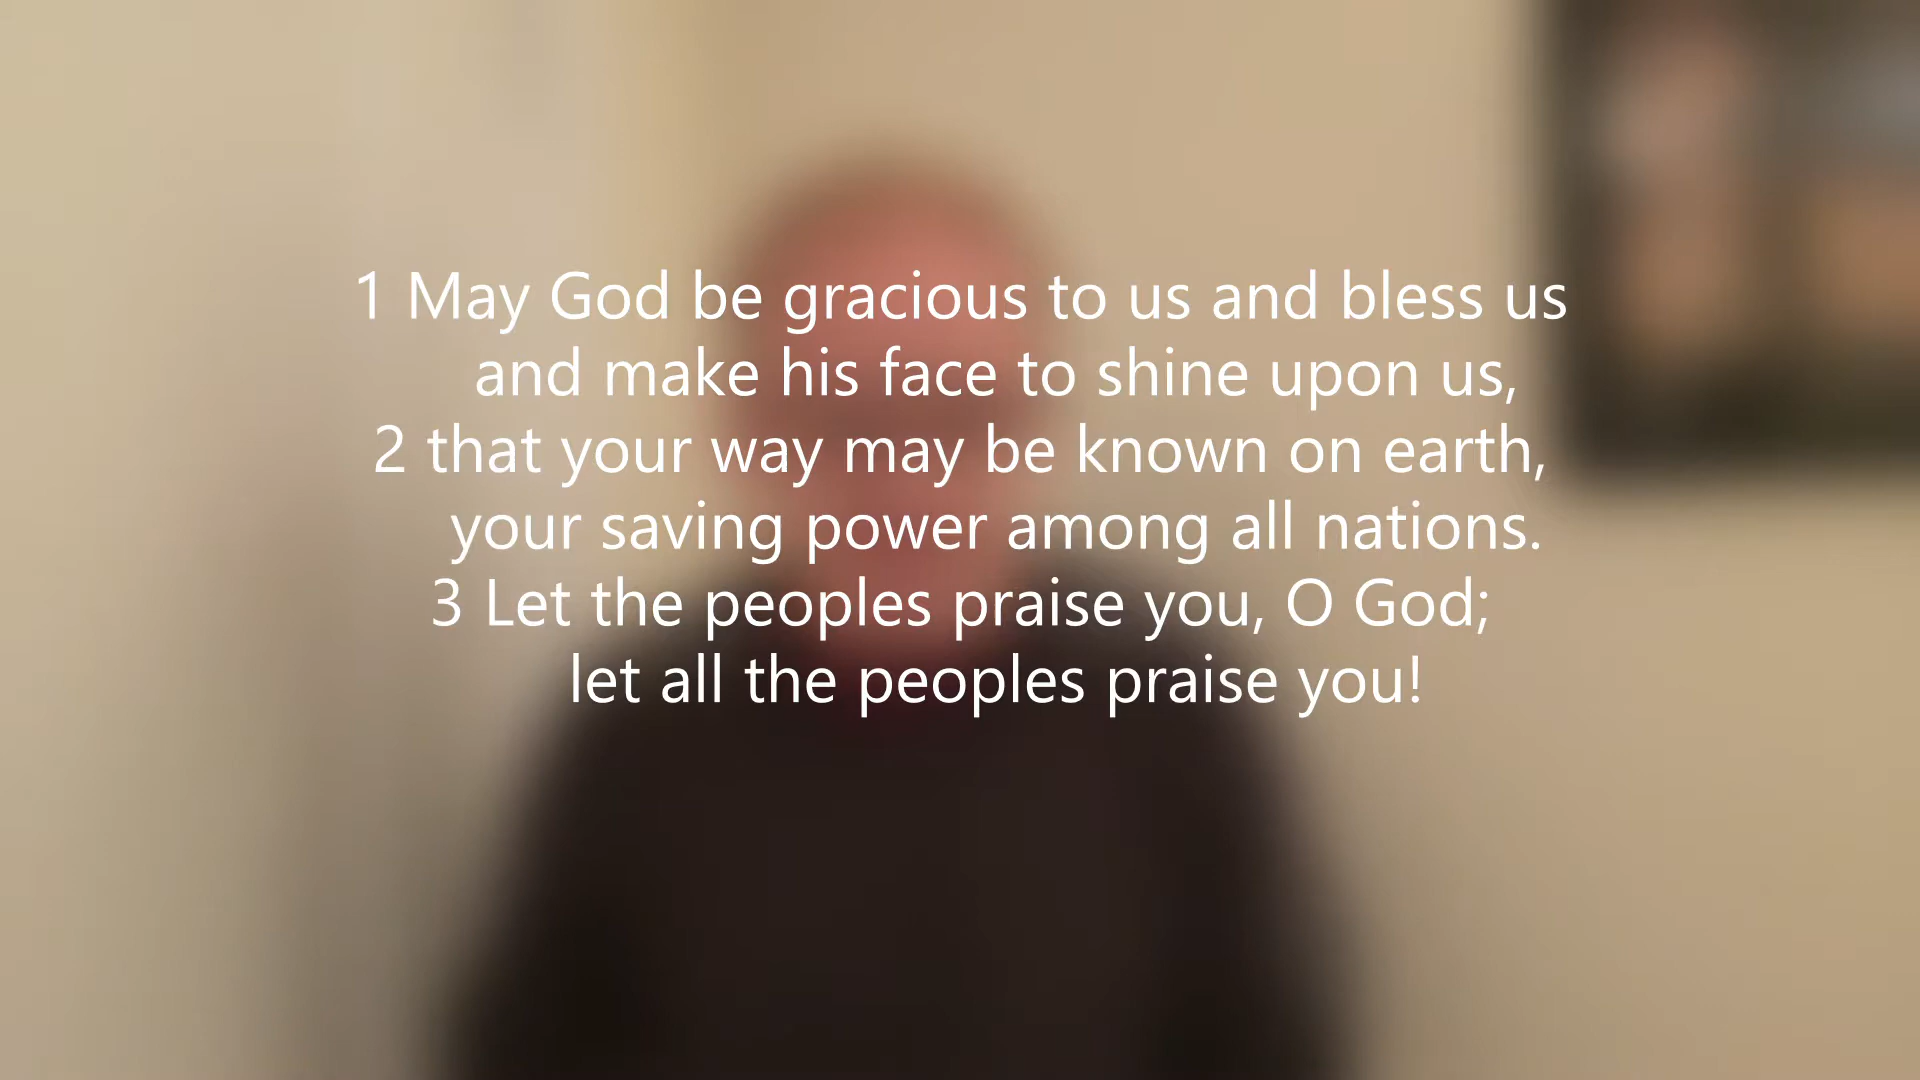 1 May God be gracious to us and bless us
and make his face to shine upon us,
2 that your way may be known on earth,
your saving power among all nations.
3 Let the peoples praise you, O God;
let all the peoples praise you!